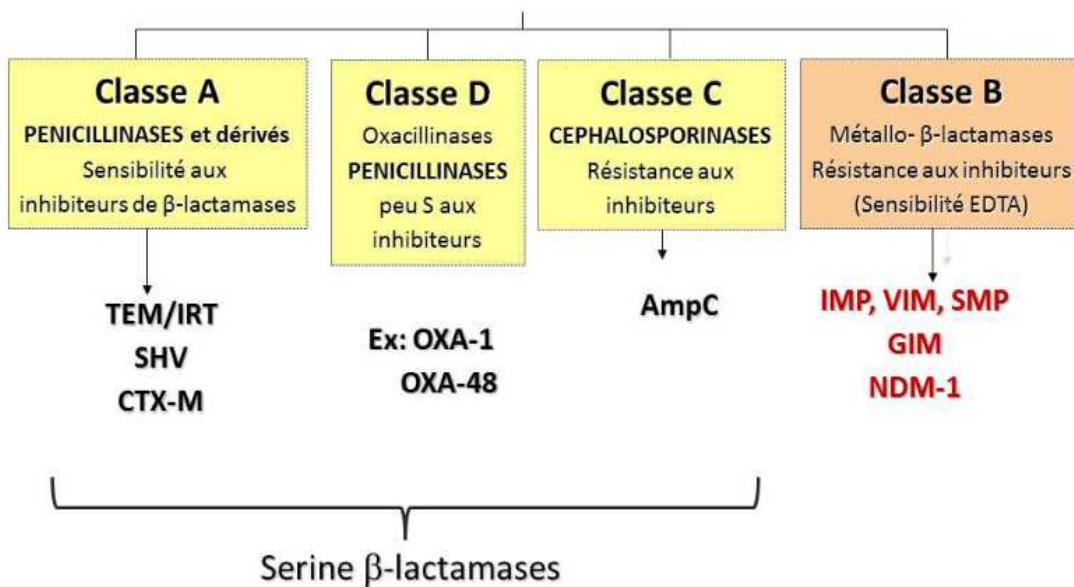 Classe A
PENICILLINASES et dérivés
Sensibilité aux
inhibiteurs de β-lactamases
TEM/IRT
SHV
CTX-M
Classe D
Oxacillinases
PENICILLINASES
peu S aux
inhibiteurs
Ex: OXA-1
OXA-48
Classe C
CEPHALOSPORINASES
Résistance aux
inhibiteurs
AmpC
Classe B
Métallo- β-lactamases
Résistance aux inhibiteurs
(Sensibilité EDTA)
IMP, VIM, SMP
GIM
NDM-1
Serine β-lactamases